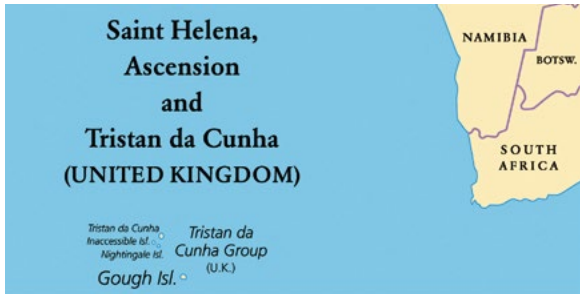 Saint Helena,
Ascension
and
Tristan da Cunha
(UNITED KINGDOM)
NAMIBIA
BOTSW.
SOUTH
AFRICA
Tristan da Cunha
Inaccessible Isl.
Nightingale Isl.
Tristan da
Cunha Group
(U.K.)
Gough Isl.